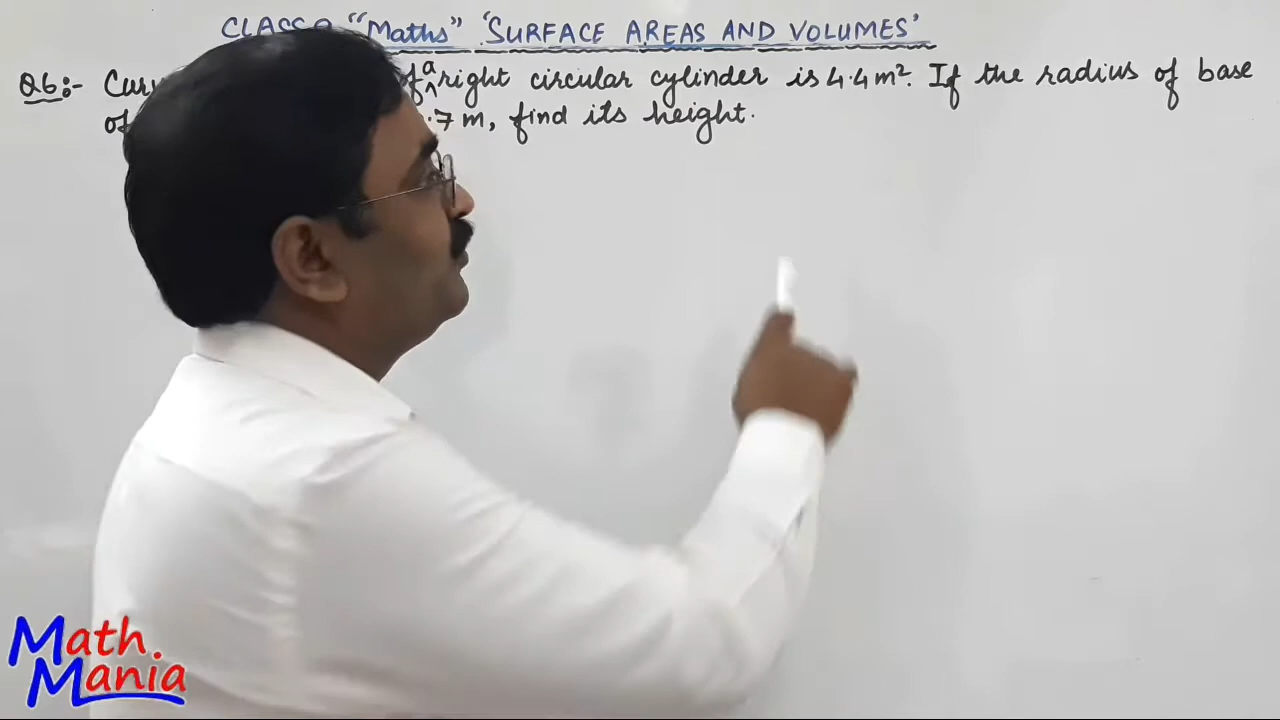 CLASS 9 "Maths" 'SURFACE AREAS AND VOLUMES'
Q6:- of a right circular cylinder is 4.4 m². If the radius of base
of .7 m, find its height.
Math
Mania